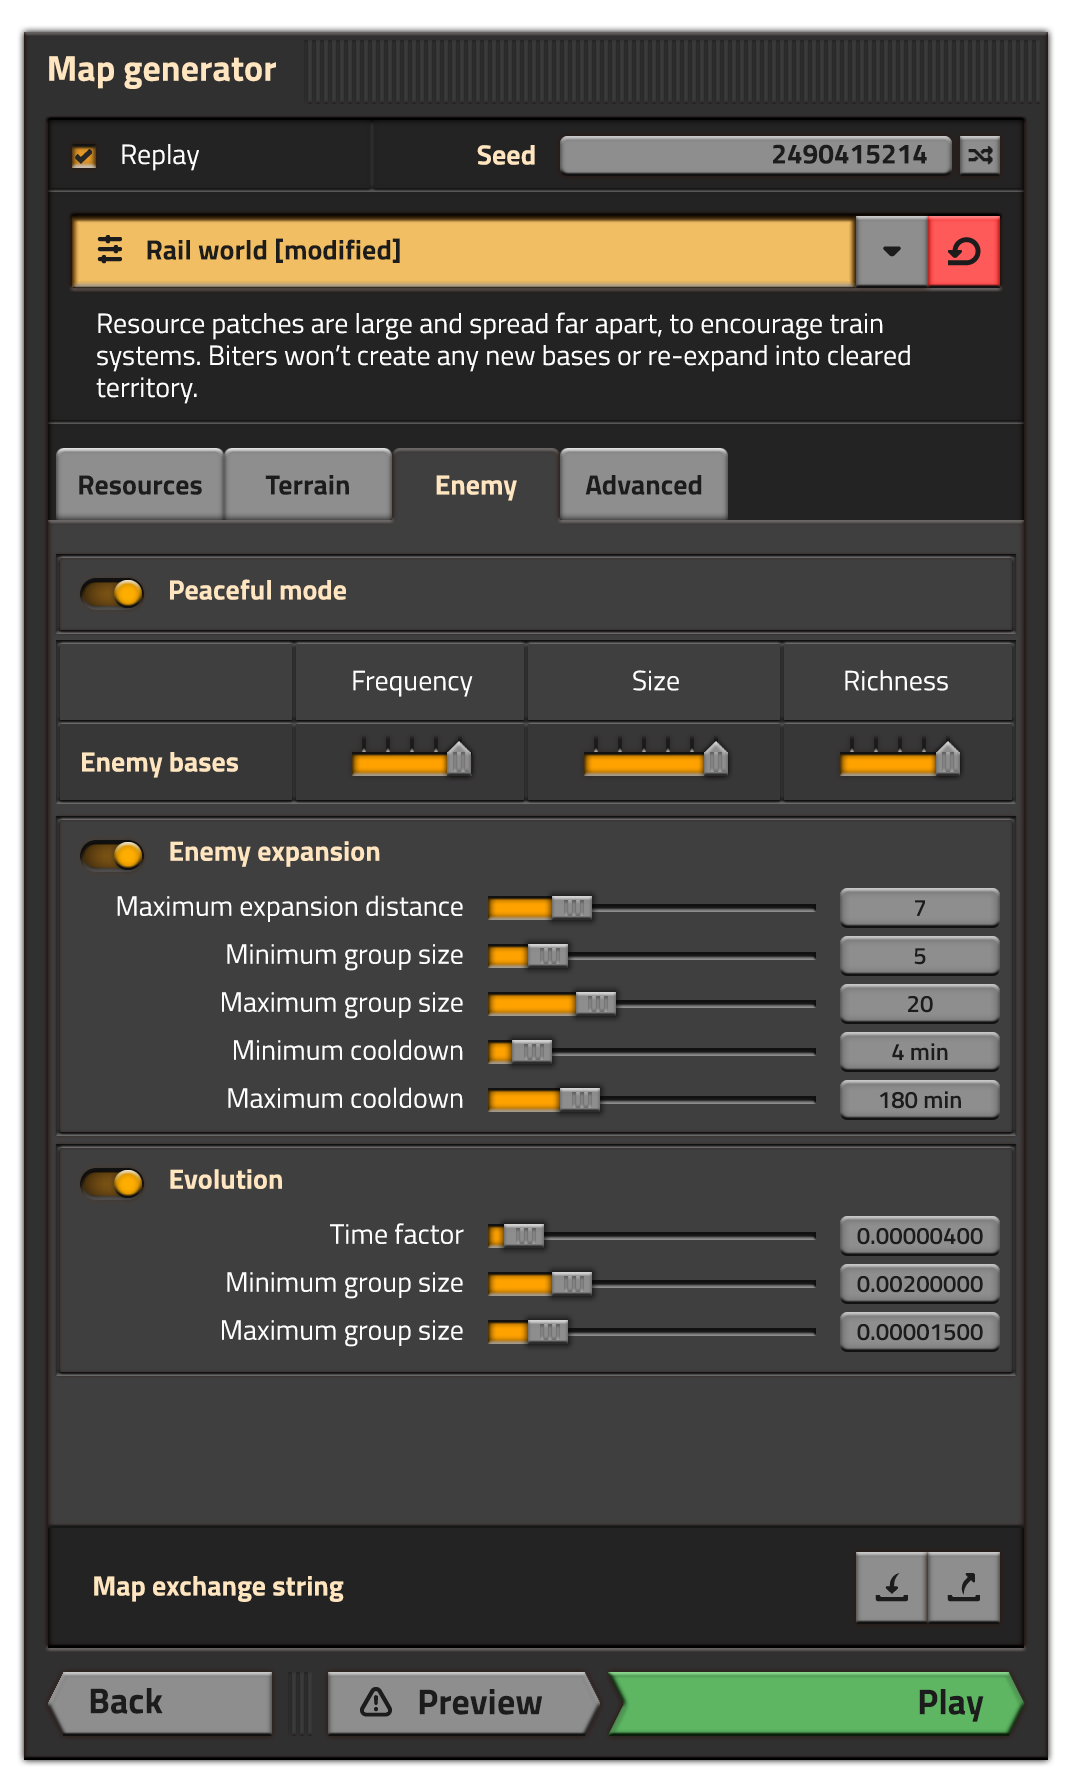 Map generator
Replay
Seed
2490415214
Rail world [modified]
Resource patches are large and spread far apart, to encourage train
systems. Biters won't create any new bases or re-expand into cleared
territory.
Resources
Terrain
Enemy
Advanced
Peaceful mode
Frequency
Size
Richness
Enemy bases
Enemy expansion
Maximum expansion distance
7
Minimum group size
5
Maximum group size
20
Minimum cooldown
4 min
Maximum cooldown
180 min
Evolution
Time factor
0.00000400
Minimum group size
0.00200000
Maximum group size
0.00001500
Map exchange string
Back
Preview
Play